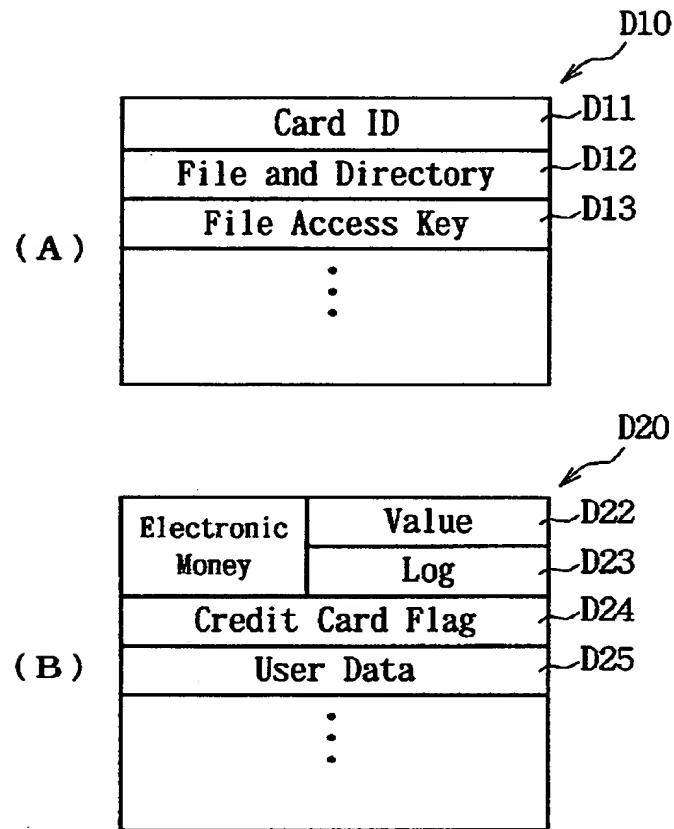 D10
Card ID D11
File and Directory D12
File Access Key D13
(A)
D20
Electronic
Money
Value D22
Log D23
Credit Card Flag D24
User Data D25
(B)